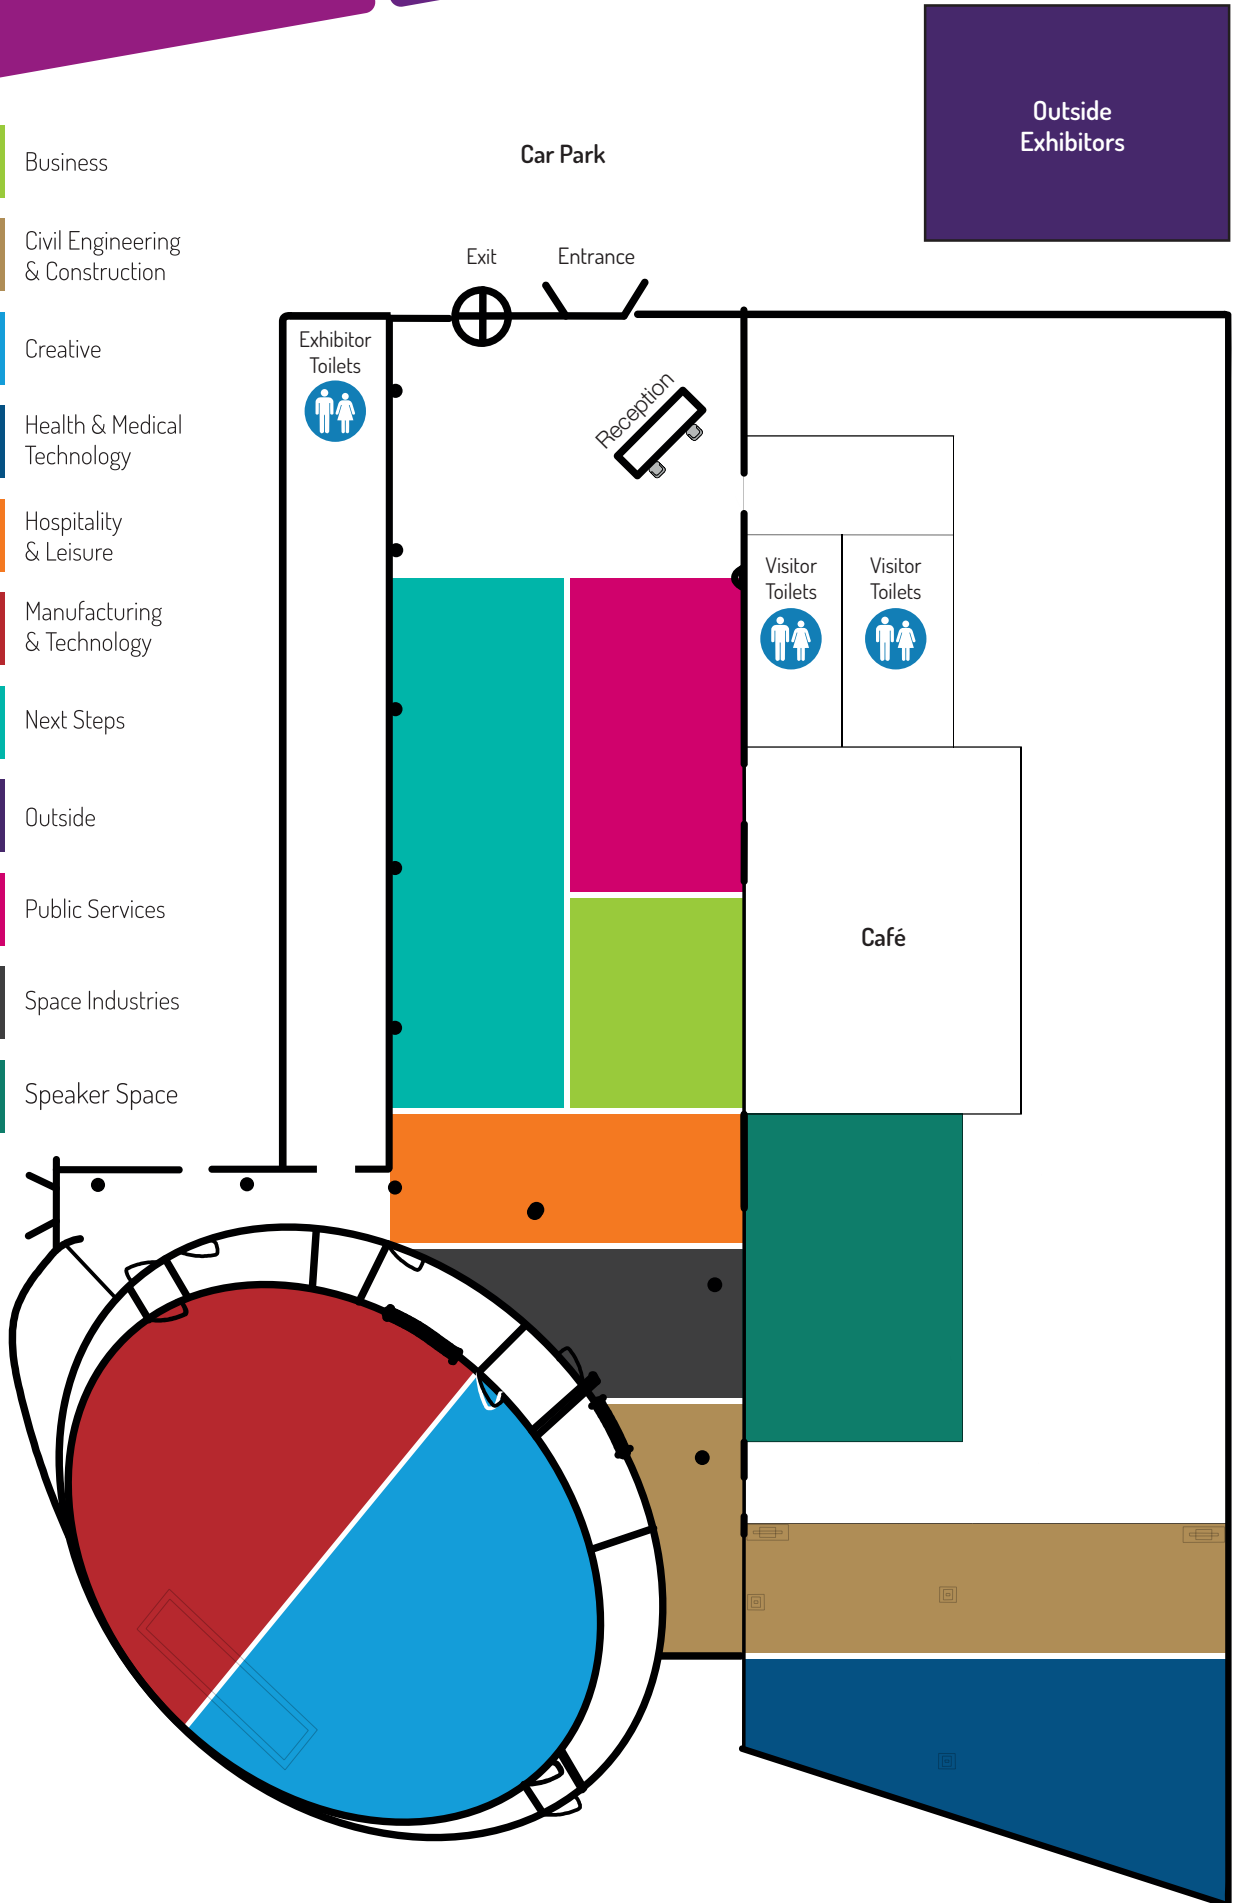 Outside
Exhibitors
Car Park
Business
Civil Engineering
& Construction
Creative
Health & Medical
Technology
Hospitality
& Leisure
Manufacturing
& Technology
Next Steps
Outside
Public Services
Space Industries
Speaker Space
Exit
Entrance
Exhibitor
Toilets
Reception
Visitor
Toilets
Visitor
Toilets
Café